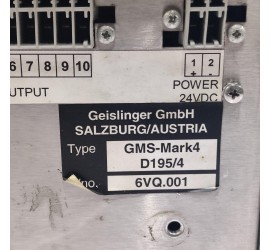 6 7 8 9 10
OUTPUT
1 2
+ -
POWER
24VDC
Geislinger GmbH
SALZBURG/AUSTRIA
Type GMS-Mark4
D195/4
no. 6VQ.001